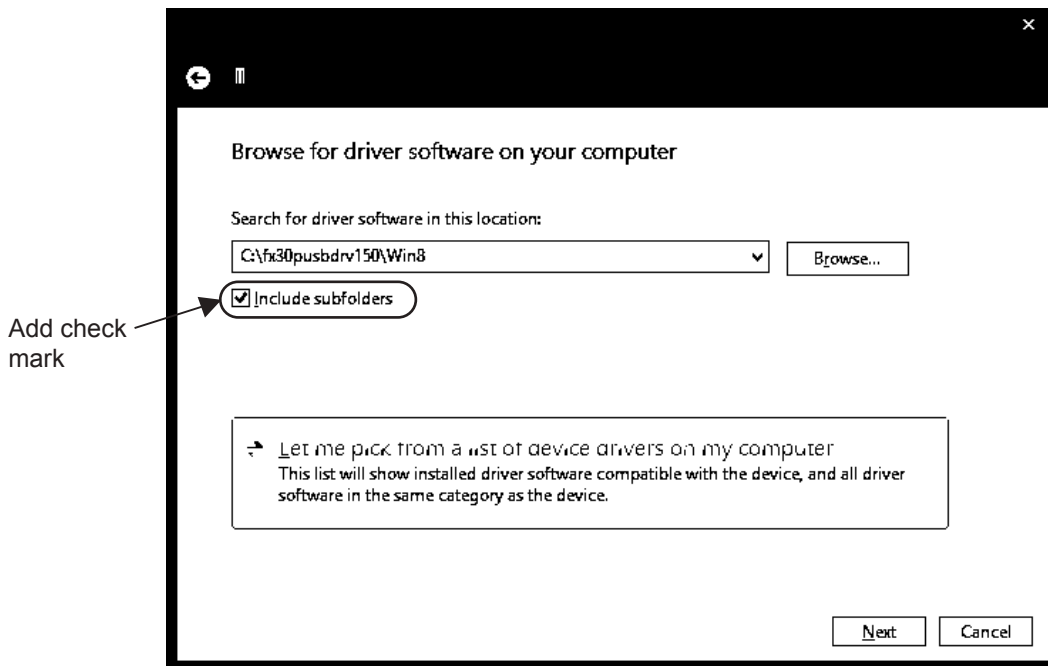 Browse for driver software on your computer
Search for driver software in this location:
C:\fx30pusbdrv150\Win8
Browse...
Include subfolders
Add check
mark
Let me pick from a list of device drivers on my computer
This list will show installed driver software compatible with the device, and all driver
software in the same category as the device.
Next
Cancel